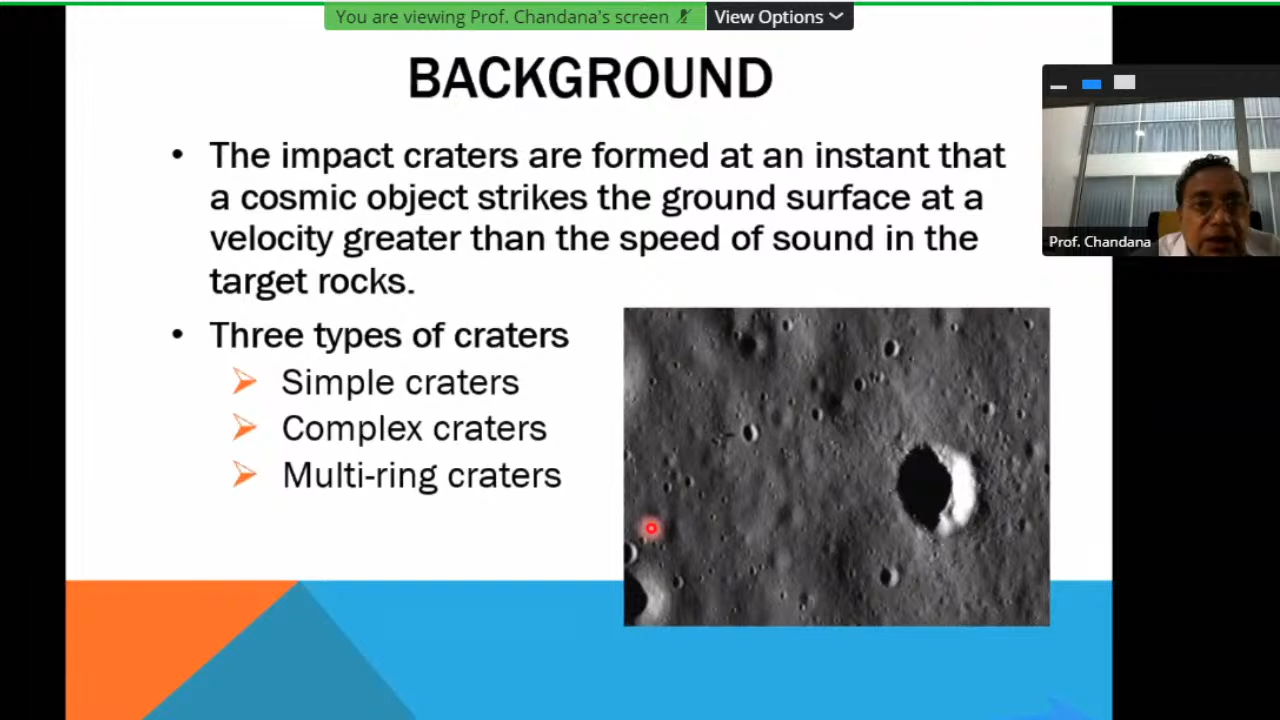 You are viewing Prof. Chandana's screen
View Options
BACKGROUND
• The impact craters are formed at an instant that
a cosmic object strikes the ground surface at a
velocity greater than the speed of sound in the
target rocks.
• Three types of craters
Simple craters
Complex craters
Multi-ring craters
Prof. Chandana